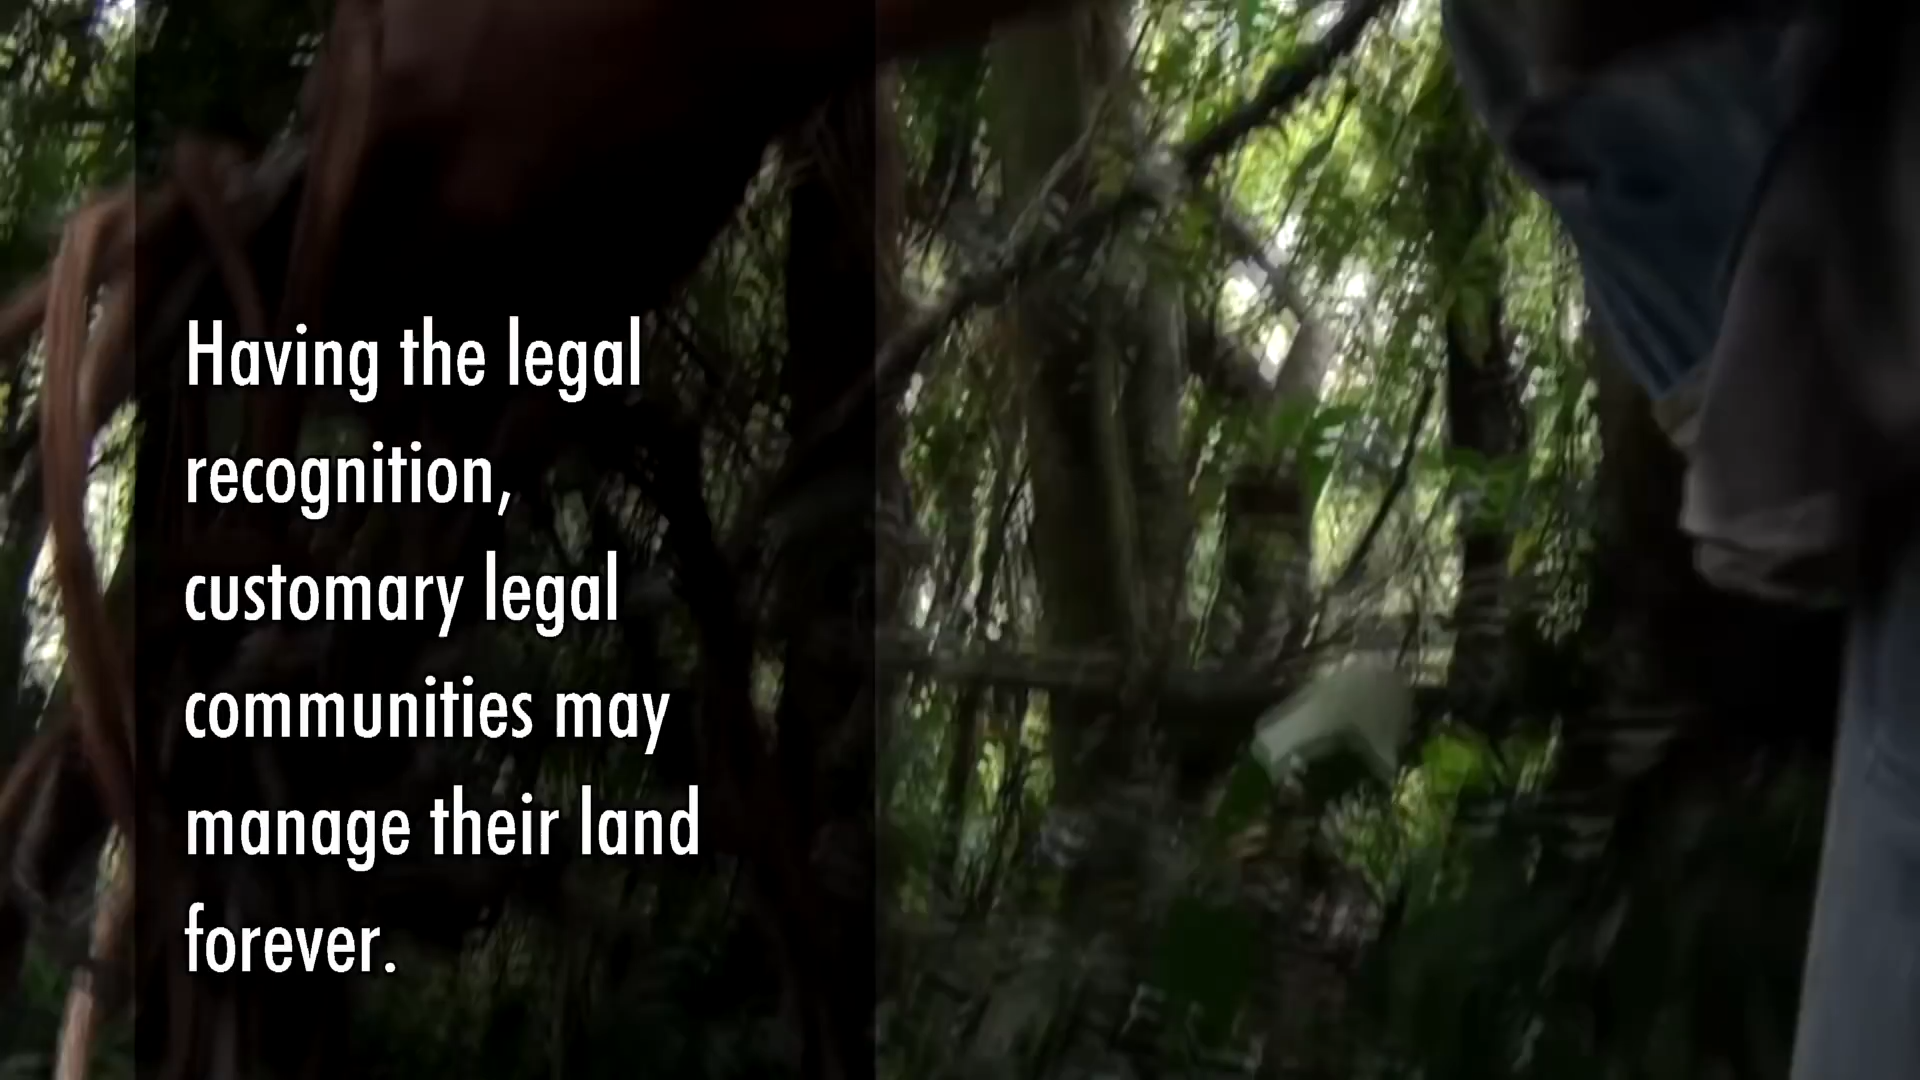 Having the legal
recognition,
customary legal
communities may
manage their land
forever.